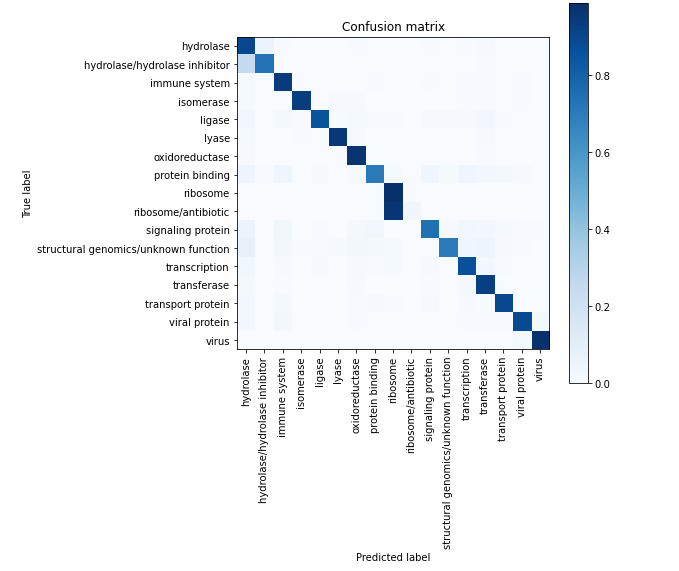 Confusion matrix
True label
hydrolase
hydrolase/hydrolase inhibitor
immune system
isomerase
ligase
lyase
oxidoreductase
protein binding
ribosome
ribosome/antibiotic
signaling protein
structural genomics/unknown function
transcription
transferase
transport protein
viral protein
virus
hydrolase
hydrolase/hydrolase inhibitor
immune system
isomerase
ligase
lyase
oxidoreductase
protein binding
ribosome
ribosome/antibiotic
signaling protein
structural genomics/unknown function
transcription
transferase
transport protein
viral protein
virus
Predicted label
0.8
0.6
0.4
0.2
0.0